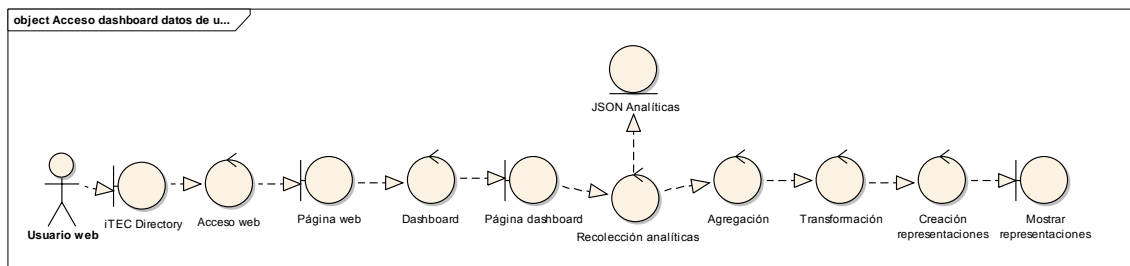 object Acceso dashboard datos de u...
JSON Analíticas
Usuario web
iTEC Directory
Acceso web
Página web
Dashboard
Página dashboard
Recolección analíticas
Agregación
Transformación
Creación
representaciones
Mostrar
representaciones